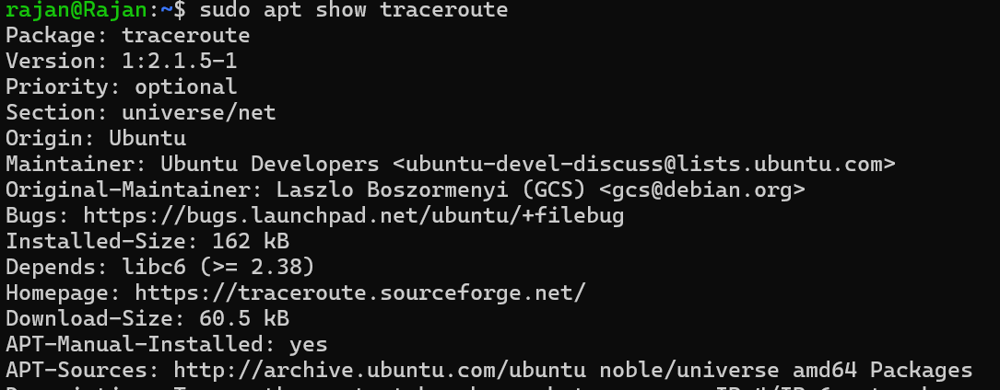 rajan@Rajan:~$ sudo apt show traceroute
Package: traceroute
Version: 1:2.1.5-1
Priority: optional
Section: universe/net
Origin: Ubuntu
Maintainer: Ubuntu Developers <ubuntu-devel-discuss@lists.ubuntu.com>
Original-Maintainer: Laszlo Boszormenyi (GCS) <gcs@debian.org>
Bugs: https://bugs.launchpad.net/ubuntu/+filebug
Installed-Size: 162 kB
Depends: libc6 (>= 2.38)
Homepage: https://traceroute.sourceforge.net/
Download-Size: 60.5 kB
APT-Manual-Installed: yes
APT-Sources: http://archive.ubuntu.com/ubuntu noble/universe amd64 Packages